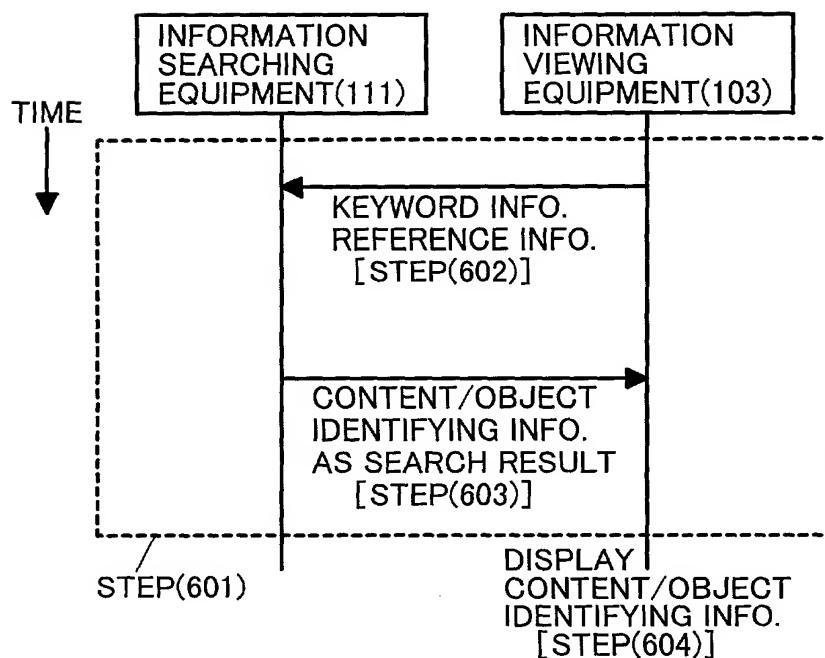 INFORMATION
SEARCHING
EQUIPMENT(111)
INFORMATION
VIEWING
EQUIPMENT(103)
TIME
KEYWORD INFO.
REFERENCE INFO.
[STEP(602)]
CONTENT/OBJECT
IDENTIFYING INFO.
AS SEARCH RESULT
[STEP(603)]
STEP(601)
DISPLAY
CONTENT/OBJECT
IDENTIFYING INFO.
[STEP(604)]